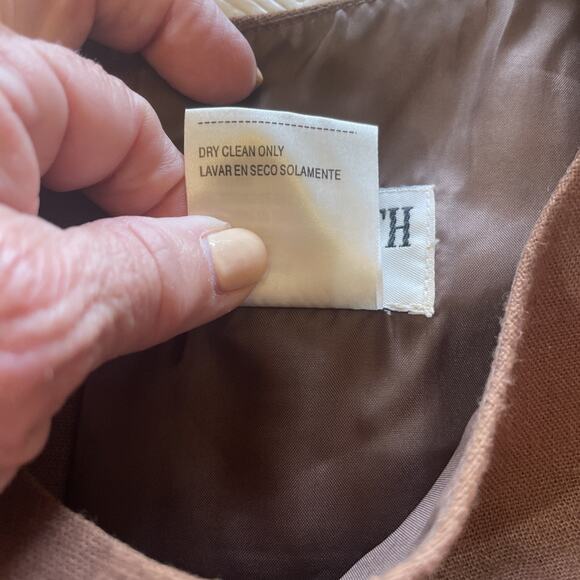 DRY CLEAN ONLY
LAVAR EN SECO SOLAMENTE
TH